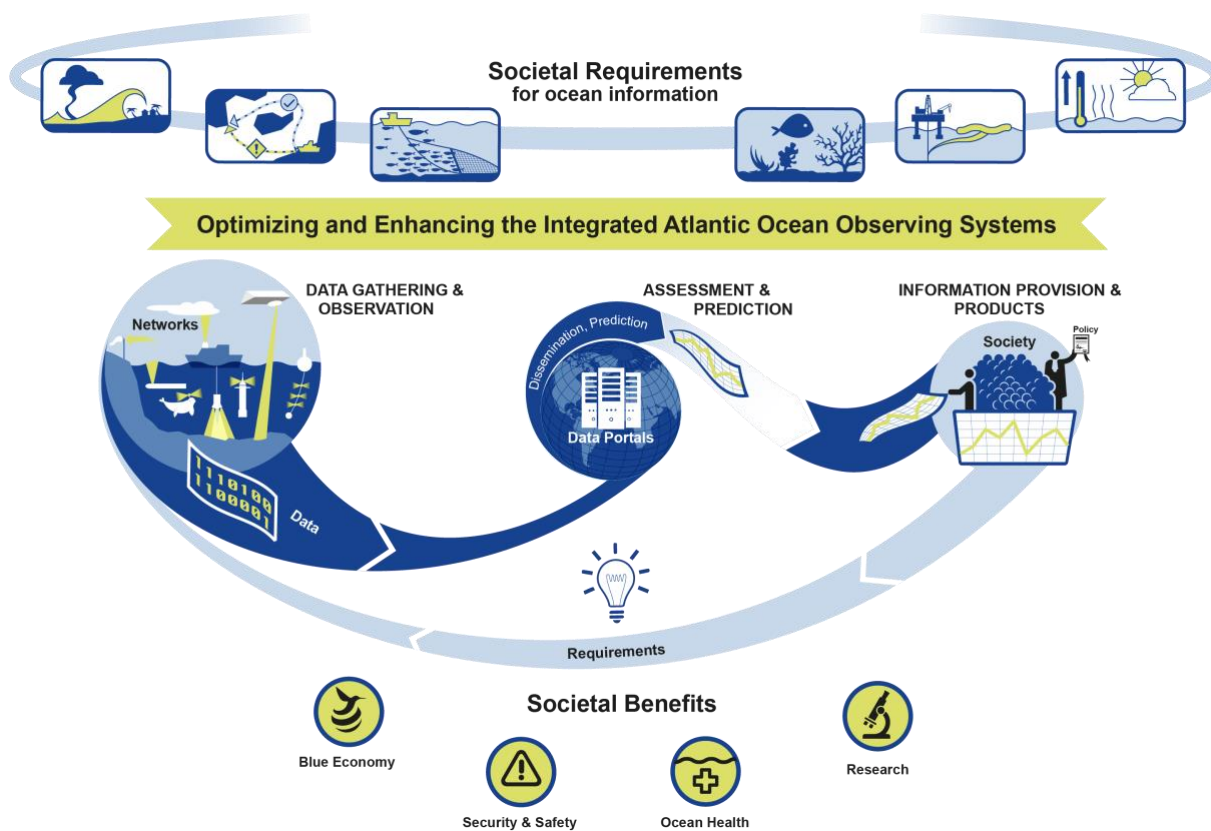 Societal Requirements
for ocean information
Optimizing and Enhancing the Integrated Atlantic Ocean Observing Systems
DATA GATHERING &
OBSERVATION
Networks
1110100
1100001
Data
ASSESSMENT &
PREDICTION
Dissemination, Prediction
Data Portals
INFORMATION PROVISION &
PRODUCTS
Society
Policy
Requirements
Societal Benefits
Blue Economy
Security & Safety
Ocean Health
Research